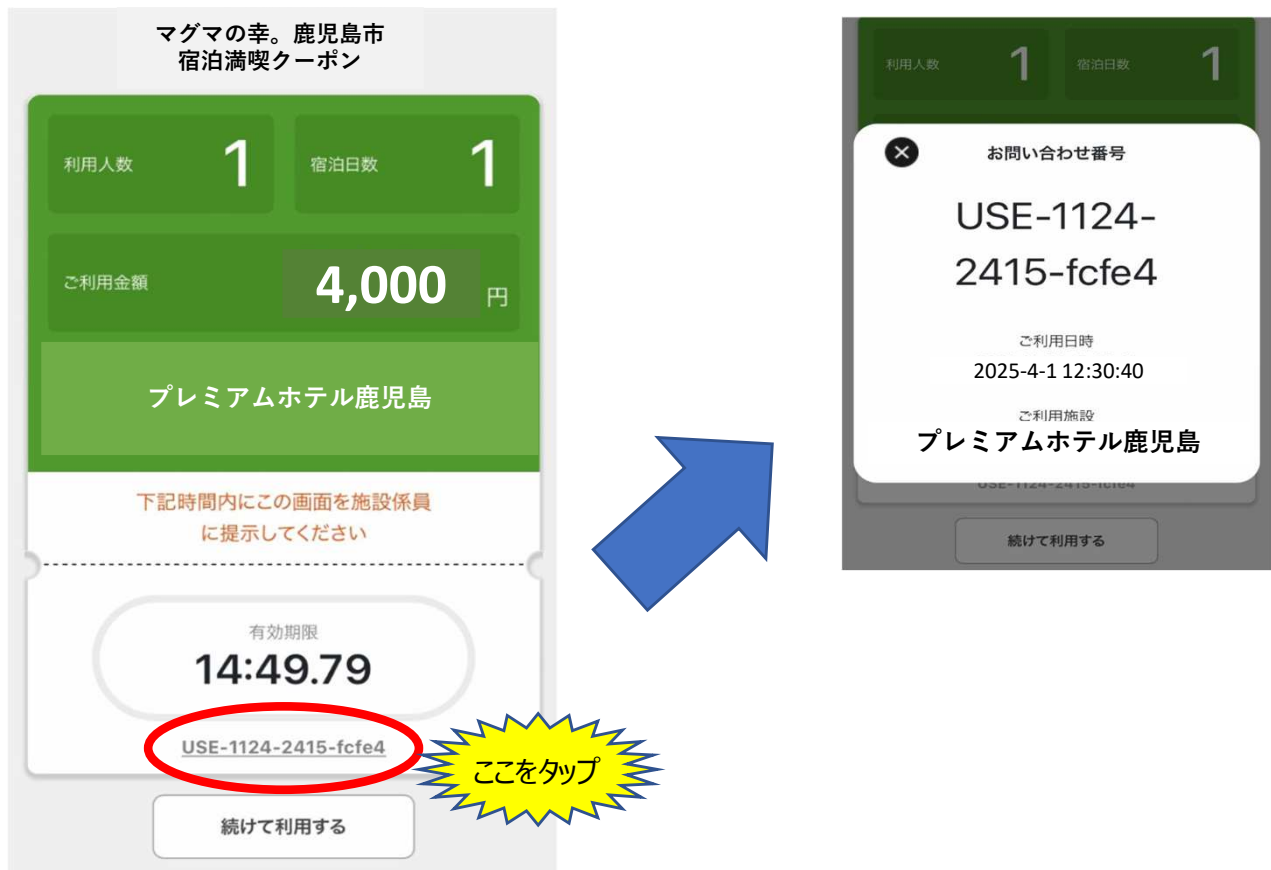 マグマの幸。鹿児島市
宿泊満喫クーポン
利用人数 1 宿泊日数 1
ご利用金額 4,000 円
プレミアムホテル鹿児島
下記時間内にこの画面を施設係員
に提示してください
有効期限
14:49.79
USE-1124-2415-fcfe4
ここをタップ
続けて利用する
利用人数 1 宿泊日数 1
お問い合わせ番号
USE-1124-
2415-fcfe4
ご利用日時
2025-4-1 12:30:40
ご利用施設
プレミアムホテル鹿児島
USE-1124-2415-fcfe4
続けて利用する